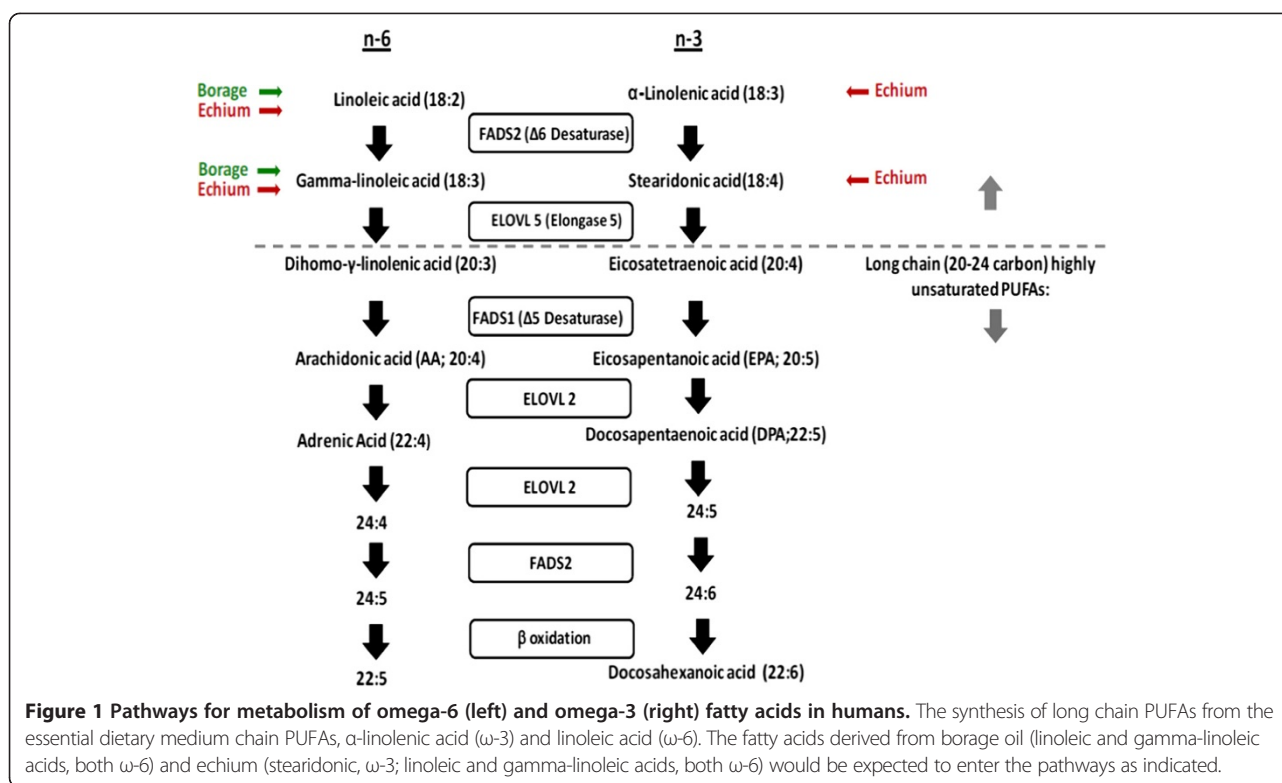 n-6 n-3
Borage Linoleic acid (18:2) α-Linolenic acid (18:3) Echium
Echium
FADS2 (Δ6 Desaturase)
Borage Gamma-linoleic acid (18:3) Stearidonic acid(18:4) Echium
Echium
ELOVL 5 (Elongase 5)
Dihomo-γ-linolenic acid (20:3) Eicosatetraenoic acid (20:4) Long chain (20-24 carbon) highly
unsaturated PUFAs:
FADS1 (Δ5 Desaturase)
Arachidonic acid (AA; 20:4) Eicosapentanoic acid (EPA; 20:5)
ELOVL 2
Adrenic Acid (22:4) Docosapentaenoic acid (DPA;22:5)
ELOVL 2
24:4 24:5
FADS2
24:5 24:6
β oxidation
22:5 Docosahexanoic acid (22:6)
Figure 1 Pathways for metabolism of omega-6 (left) and omega-3 (right) fatty acids in humans. The synthesis of long chain PUFAs from the
essential dietary medium chain PUFAs, α-linolenic acid (ω-3) and linoleic acid (ω-6). The fatty acids derived from borage oil (linoleic and gamma-linoleic
acids, both ω-6) and echium (stearidonic, ω-3; linoleic and gamma-linoleic acids, both ω-6) would be expected to enter the pathways as indicated.